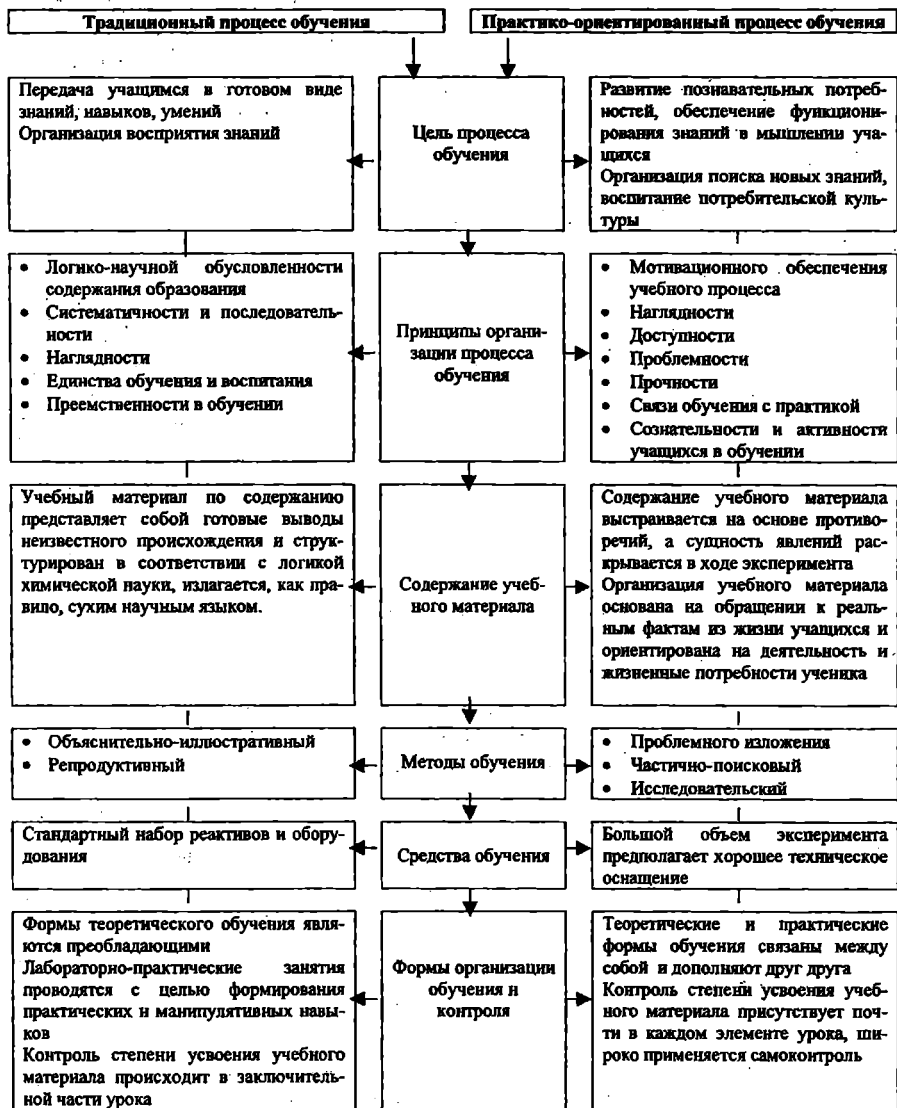 Традиционный процесс обучения
Практико-ориентированный процесс обучения
Передача учащимся в готовом виде
знаний, навыков, умений
Организация восприятия знаний
Цель процесса
обучения
Развитие познавательных потреб-
ностей, обеспечение функциони-
рования знаний в мышлении уча-
щихся
Организация поиска новых знаний,
воспитание потребительской куль-
туры
• Логико-научной обусловленности
содержания образования
• Систематичности и последователь-
ности
• Наглядности
• Единства обучения и воспитания
• Преемственности в обучении
Принципы органи-
зации процесса
обучения
• Мотивационного обеспечения
учебного процесса
• Наглядности
• Доступности
• Проблемности
• Прочности
• Связи обучения с практикой
• Сознательности и активности
учащихся в обучении
Учебный материал по содержанию
представляет собой готовые выводы
неизвестного происхождения и струк-
турирован в соответствии с логикой
химической науки, излагается, как пра-
вило, сухим научным языком.
Содержание учеб-
ного материала
Содержание учебного материала
выстраивается на основе противо-
речий, а сущность явлений рас-
крывается в ходе эксперимента
Организация учебного материала
основана на обращении к реаль-
ным фактам из жизни учащихся и
ориентирована на деятельность и
жизненные потребности ученика
• Объяснительно-иллюстративный
• Репродуктивный
Методы обучения
• Проблемного изложения
• Частично-поисковый
• Исследовательский
Стандартный набор реактивов и обору-
дования
Средства обучения
Большой объем эксперимента
предполагает хорошее техническое
оснащение
Формы теоретического обучения явля-
ются преобладающими
Лабораторно-практические занятия
проводятся с целью формирования
практических и манипулятивных навы-
ков
Контроль степени усвоения учебного
материала происходит в заключитель-
ной части урока
Формы организации
обучения и
контроля
Теоретические и практические
формы обучения связаны между
собой и дополняют друг друга
Контроль степени усвоения учеб-
ного материала присутствует поч-
ти в каждом элементе урока, ши-
роко применяется самоконтроль